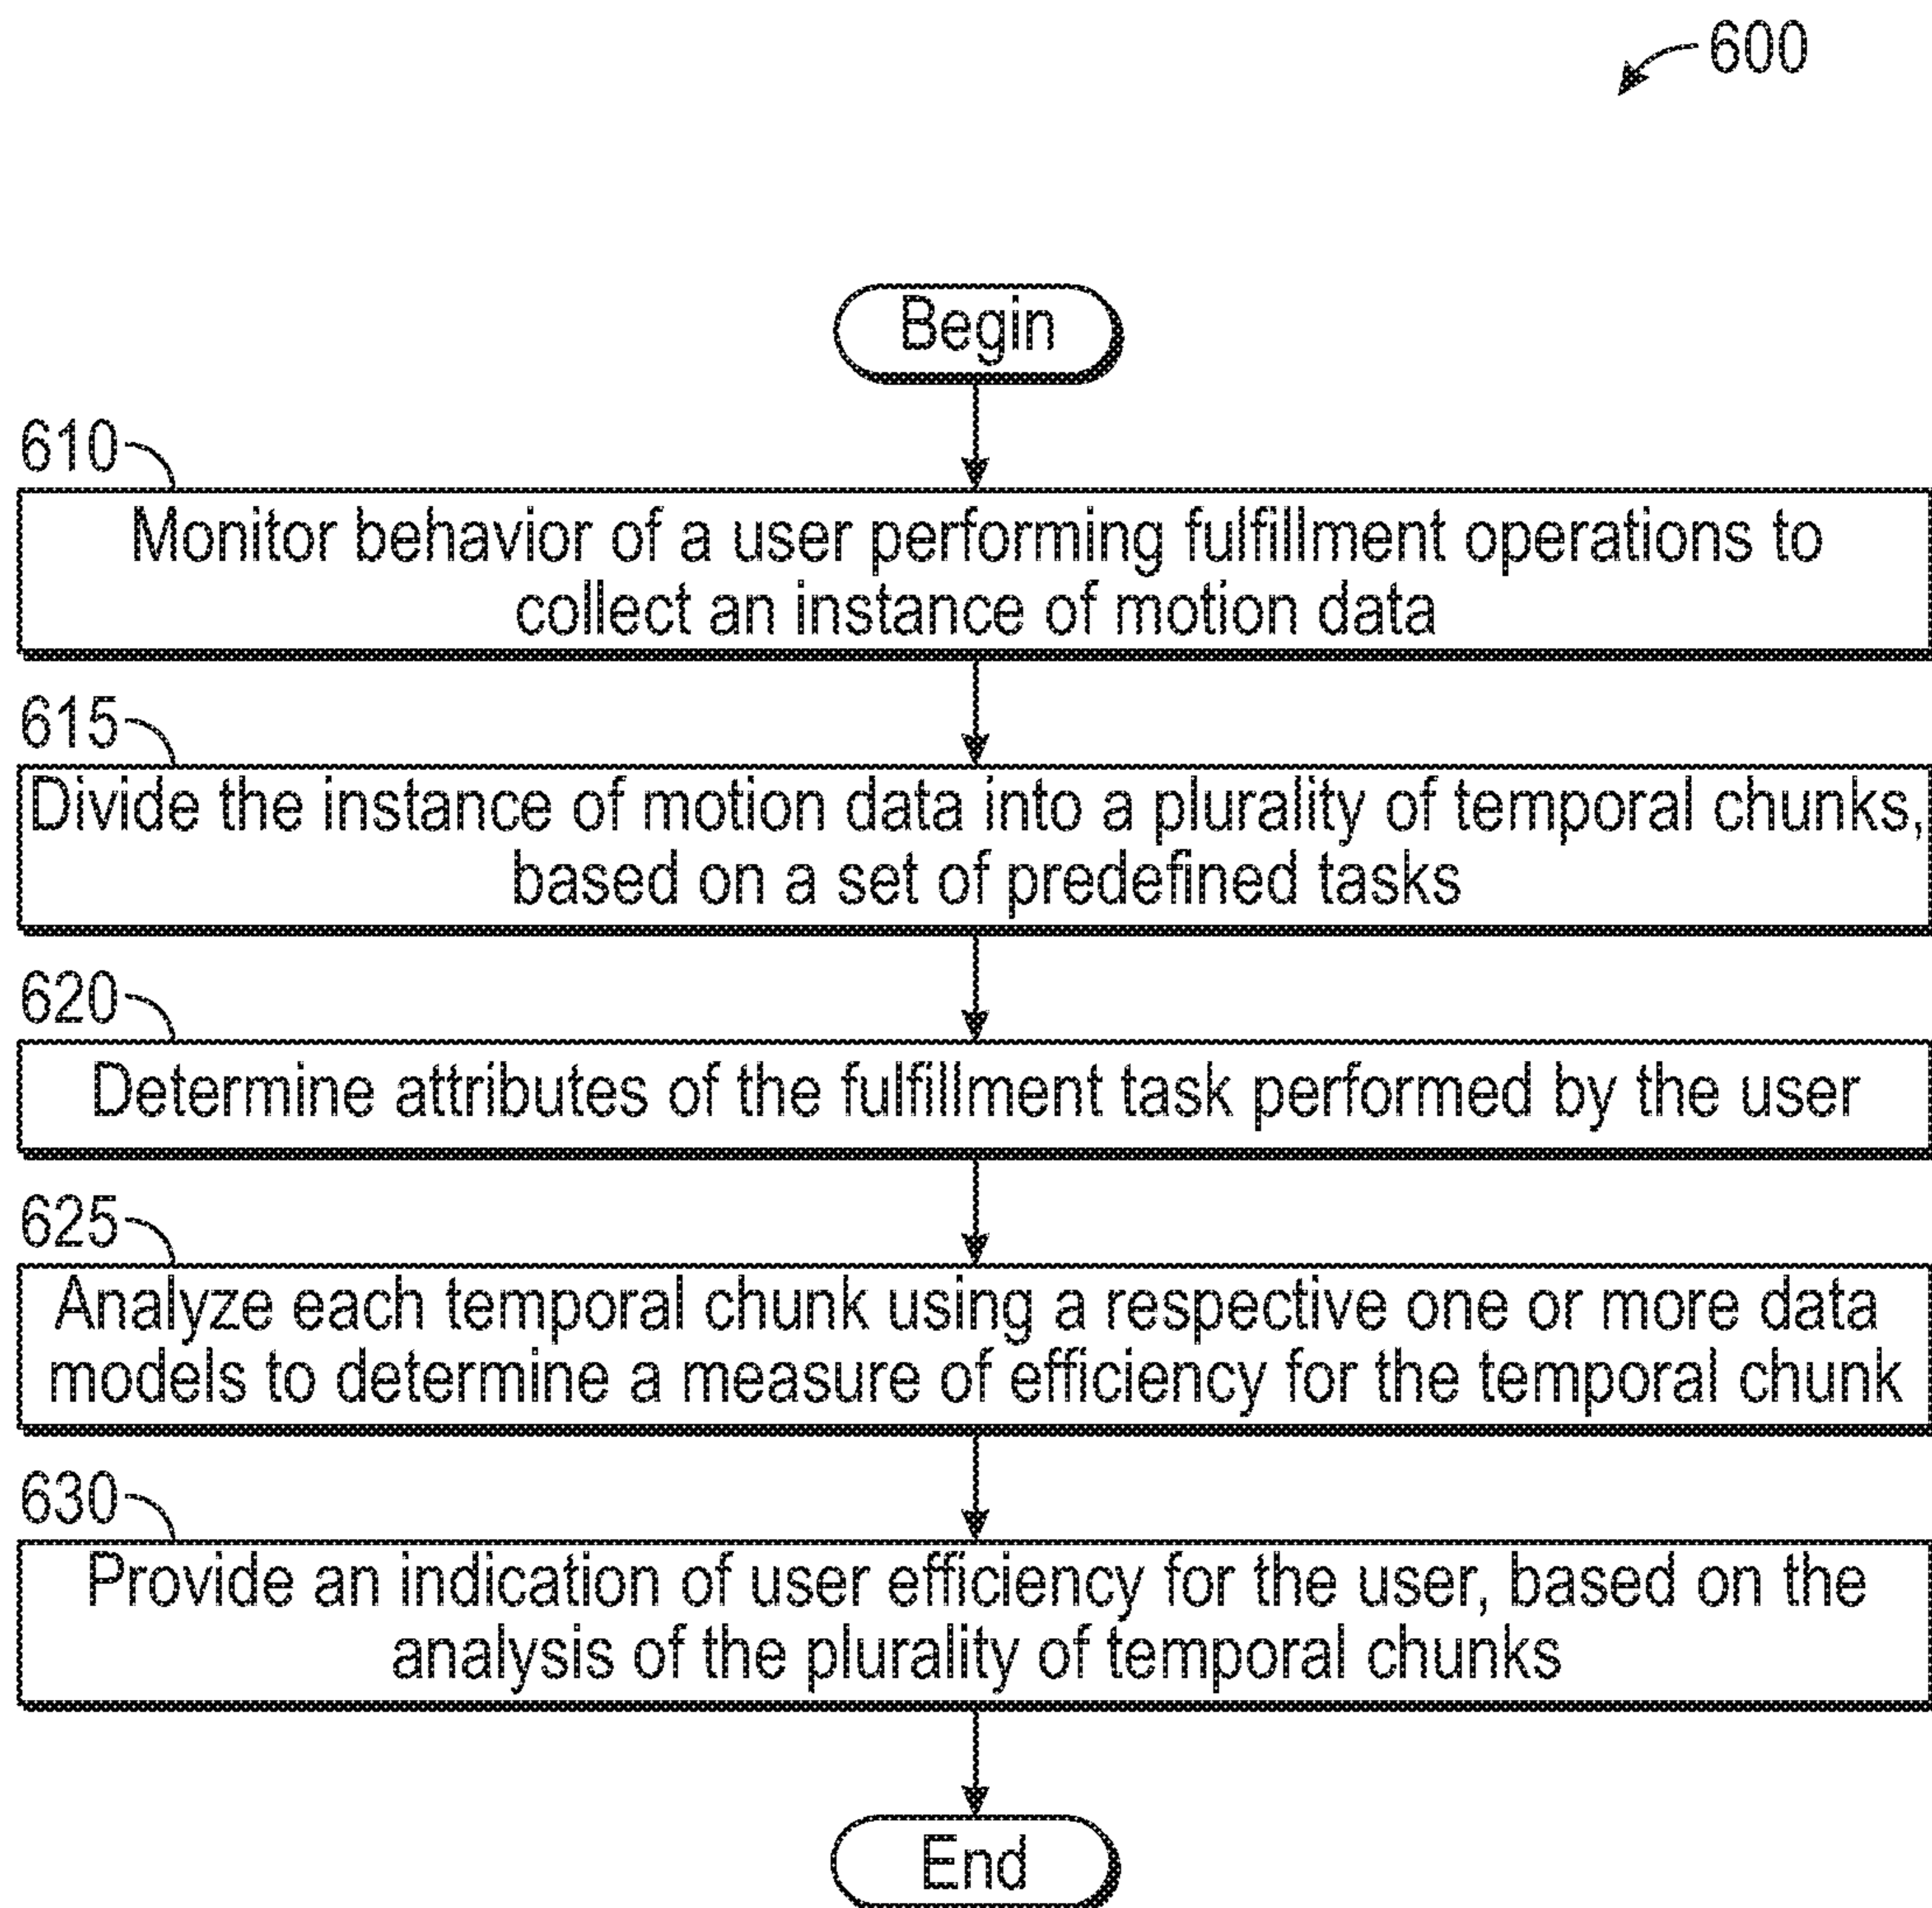 600
Begin
610
Monitor behavior of a user performing fulfillment operations to
collect an instance of motion data
615
Divide the instance of motion data into a plurality of temporal chunks,
based on a set of predefined tasks
620
Determine attributes of the fulfillment task performed by the user
625
Analyze each temporal chunk using a respective one or more data
models to determine a measure of efficiency for the temporal chunk
630
Provide an indication of user efficiency for the user, based on the
analysis of the plurality of temporal chunks
End